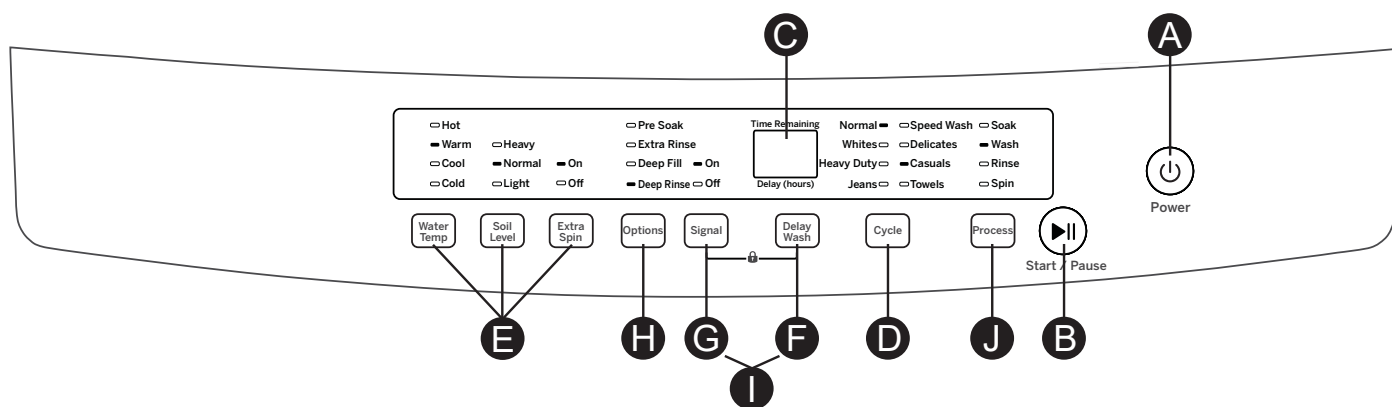 C
A
Hot
Warm
Cool
Cold
Heavy
Normal
Light
On
Off
Pre Soak
Extra Rinse
Deep Fill
Deep Rinse
On
Off
Time Remaining
Delay (hours)
Normal
Whites
Heavy Duty
Jeans
Speed Wash
Delicates
Casuals
Towels
Soak
Wash
Rinse
Spin
Power
Water
Temp
Soil
Level
Extra
Spin
Options
Signal
Delay
Wash
Cycle
Process
Start / Pause
E
H
G
F
D
J
B
I